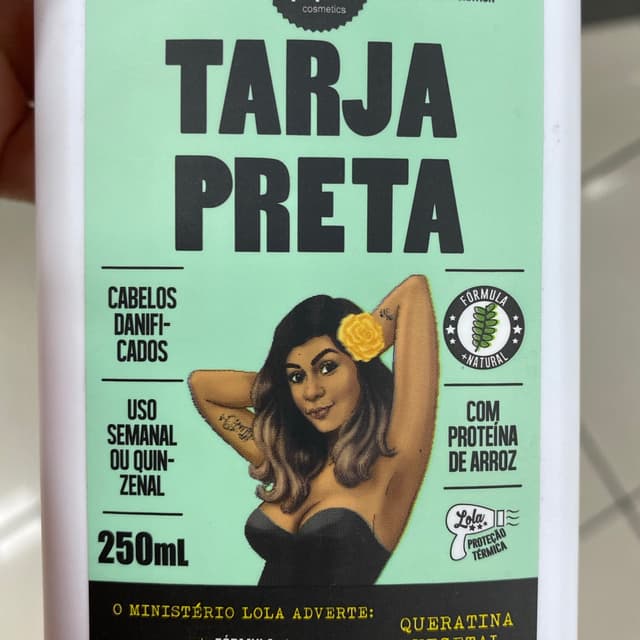 cosmetics
TARJA
PRETA
CABELOS
DANIFI-
CADOS
USO
SEMANAL
OU QUIN-
ZENAL
250mL
FÓRMULA
+NATURAL
COM
PROTEÍNA
DE ARROZ
Lola
PROTEÇÃO
TÉRMICA
O MINISTÉRIO LOLA ADVERTE:
QUERATINA
VEGETAL